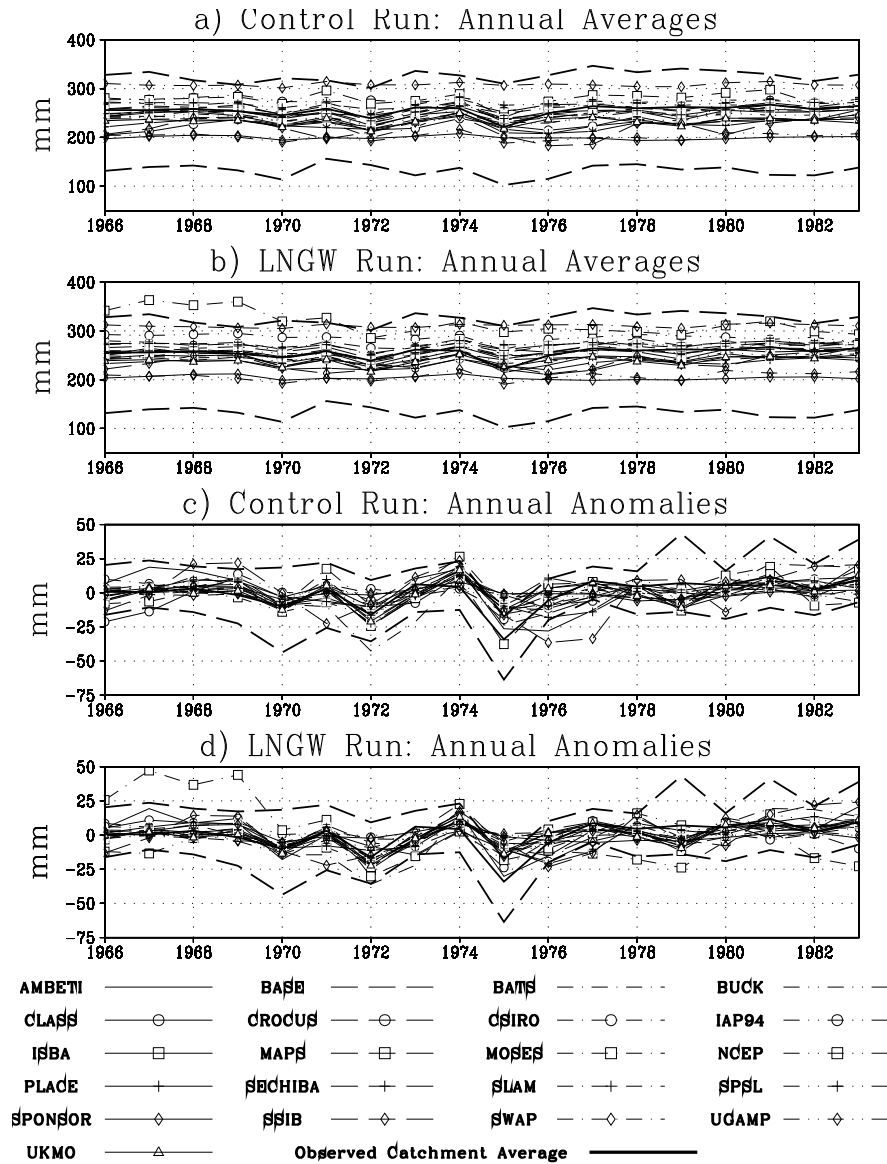 a) Control Run: Annual Averages
400
300
200
100
mm
1966 1968 1970 1972 1974 1976 1978 1980 1982
b) LNGW Run: Annual Averages
400
300
200
100
mm
1966 1968 1970 1972 1974 1976 1978 1980 1982
c) Control Run: Annual Anomalies
50
25
0
-25
-50
-75
mm
1966 1968 1970 1972 1974 1976 1978 1980 1982
d) LNGW Run: Annual Anomalies
50
25
0
-25
-50
-75
mm
1966 1968 1970 1972 1974 1976 1978 1980 1982
AMBETI BASE BATS BUCK
CLASS CROCUS CSIRO IAP94
ISBA MAPS MOSES NCEP
PLACE SECHIBA SLAM SPSL
SPONSOR SSIB SWAP UGAMP
UKMO Observed Catchment Average